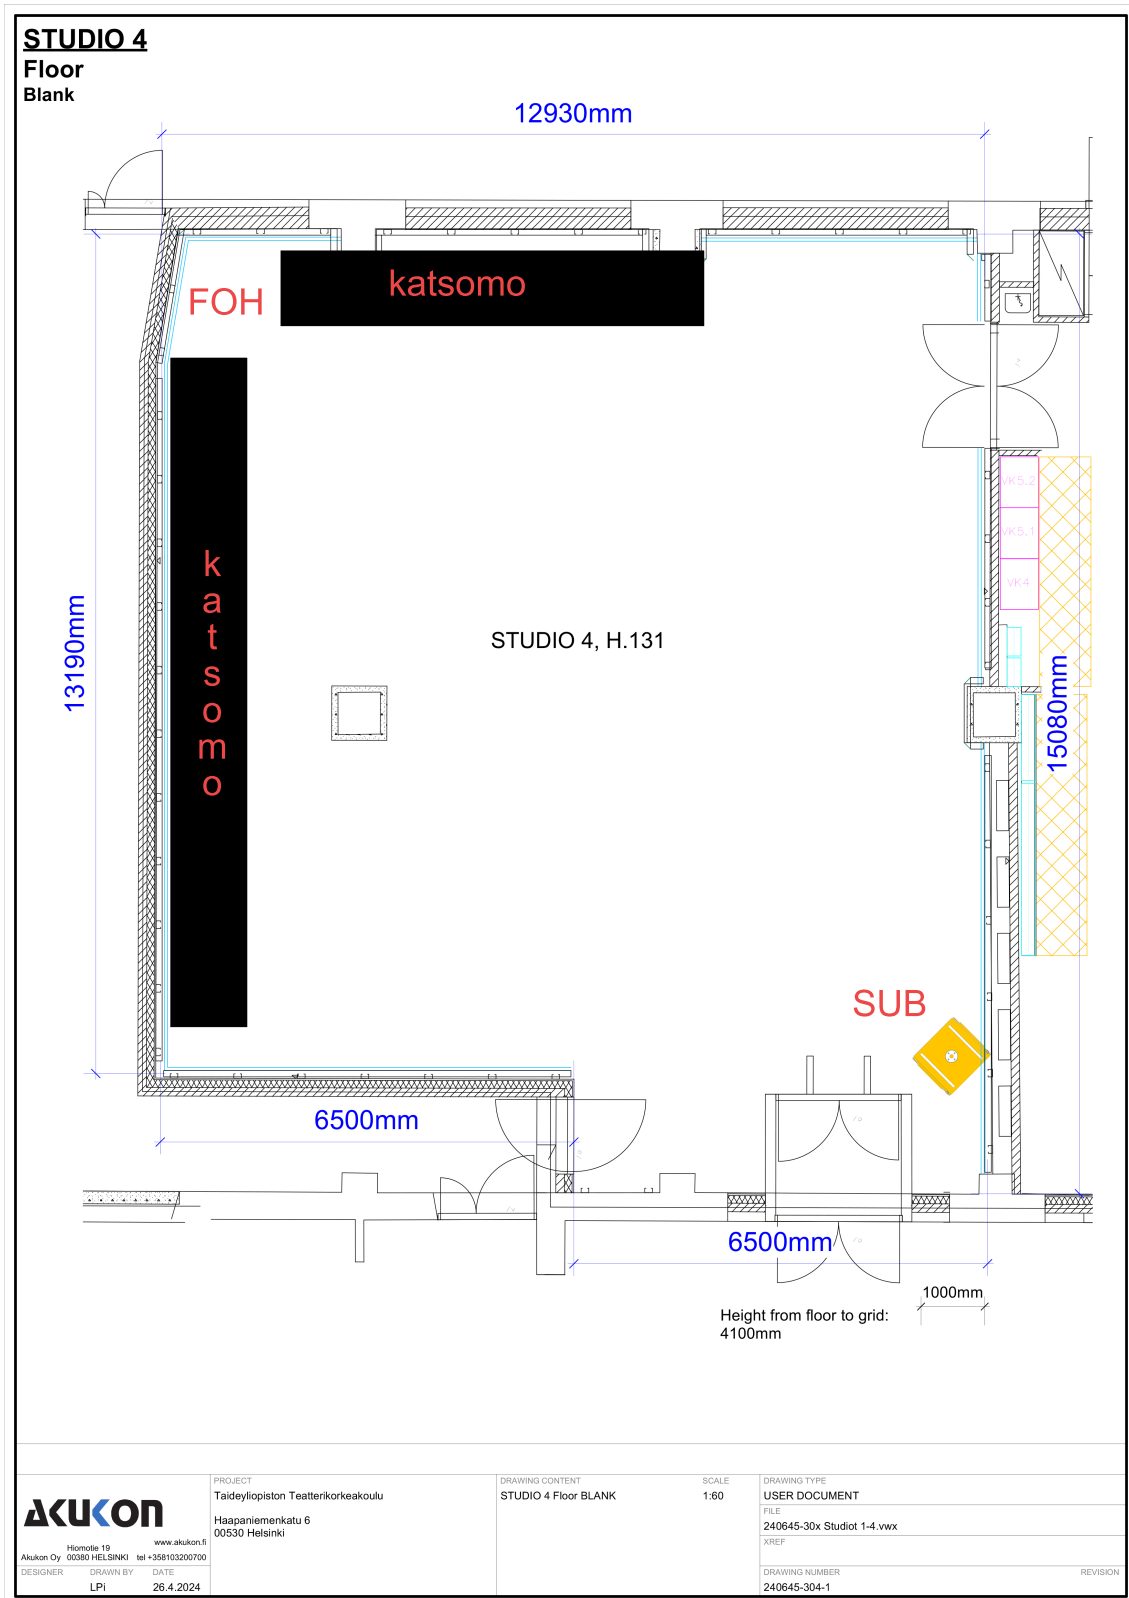 STUDIO 4
Floor
Blank
12930mm
katsomo
FOH
VK5.2
VK5.1
VK4
katsomo
13190mm
STUDIO 4, H.131
15080mm
SUB
6500mm
6500mm
1000mm
Height from floor to grid:
4100mm
AKUKON
www.akukon.fi
Hiomotie 19
Akukon Oy 00380 HELSINKI tel +358103200700
DESIGNER DRAWN BY DATE
LPi 26.4.2024
PROJECT
Taideyliopiston Teatterikorkeakoulu
Haapaniemenkatu 6
00530 Helsinki
DRAWING CONTENT SCALE
STUDIO 4 Floor BLANK 1:60
DRAWING TYPE
USER DOCUMENT
FILE
240645-30x Studiot 1-4.vwx
XREF
DRAWING NUMBER REVISION
240645-304-1